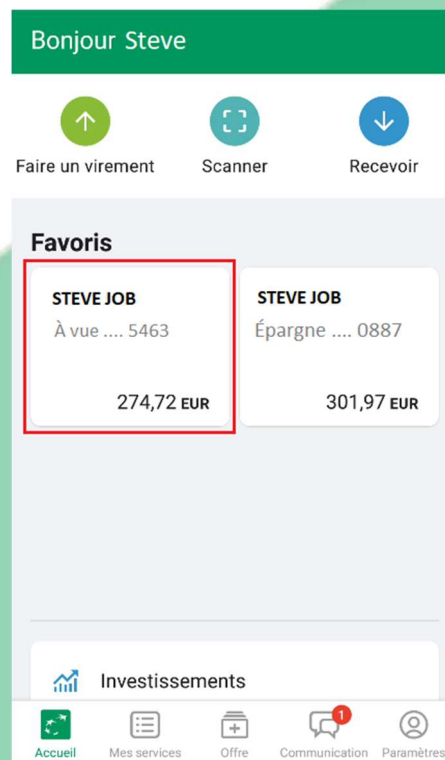 Bonjour Steve
Faire un virement
Scanner
Recevoir
Favoris
STEVE JOB
À vue .... 5463
274,72 EUR
STEVE JOB
Épargne .... 0887
301,97 EUR
Investissements
1
Accueil
Mes services
Offre
Communication
Paramètres